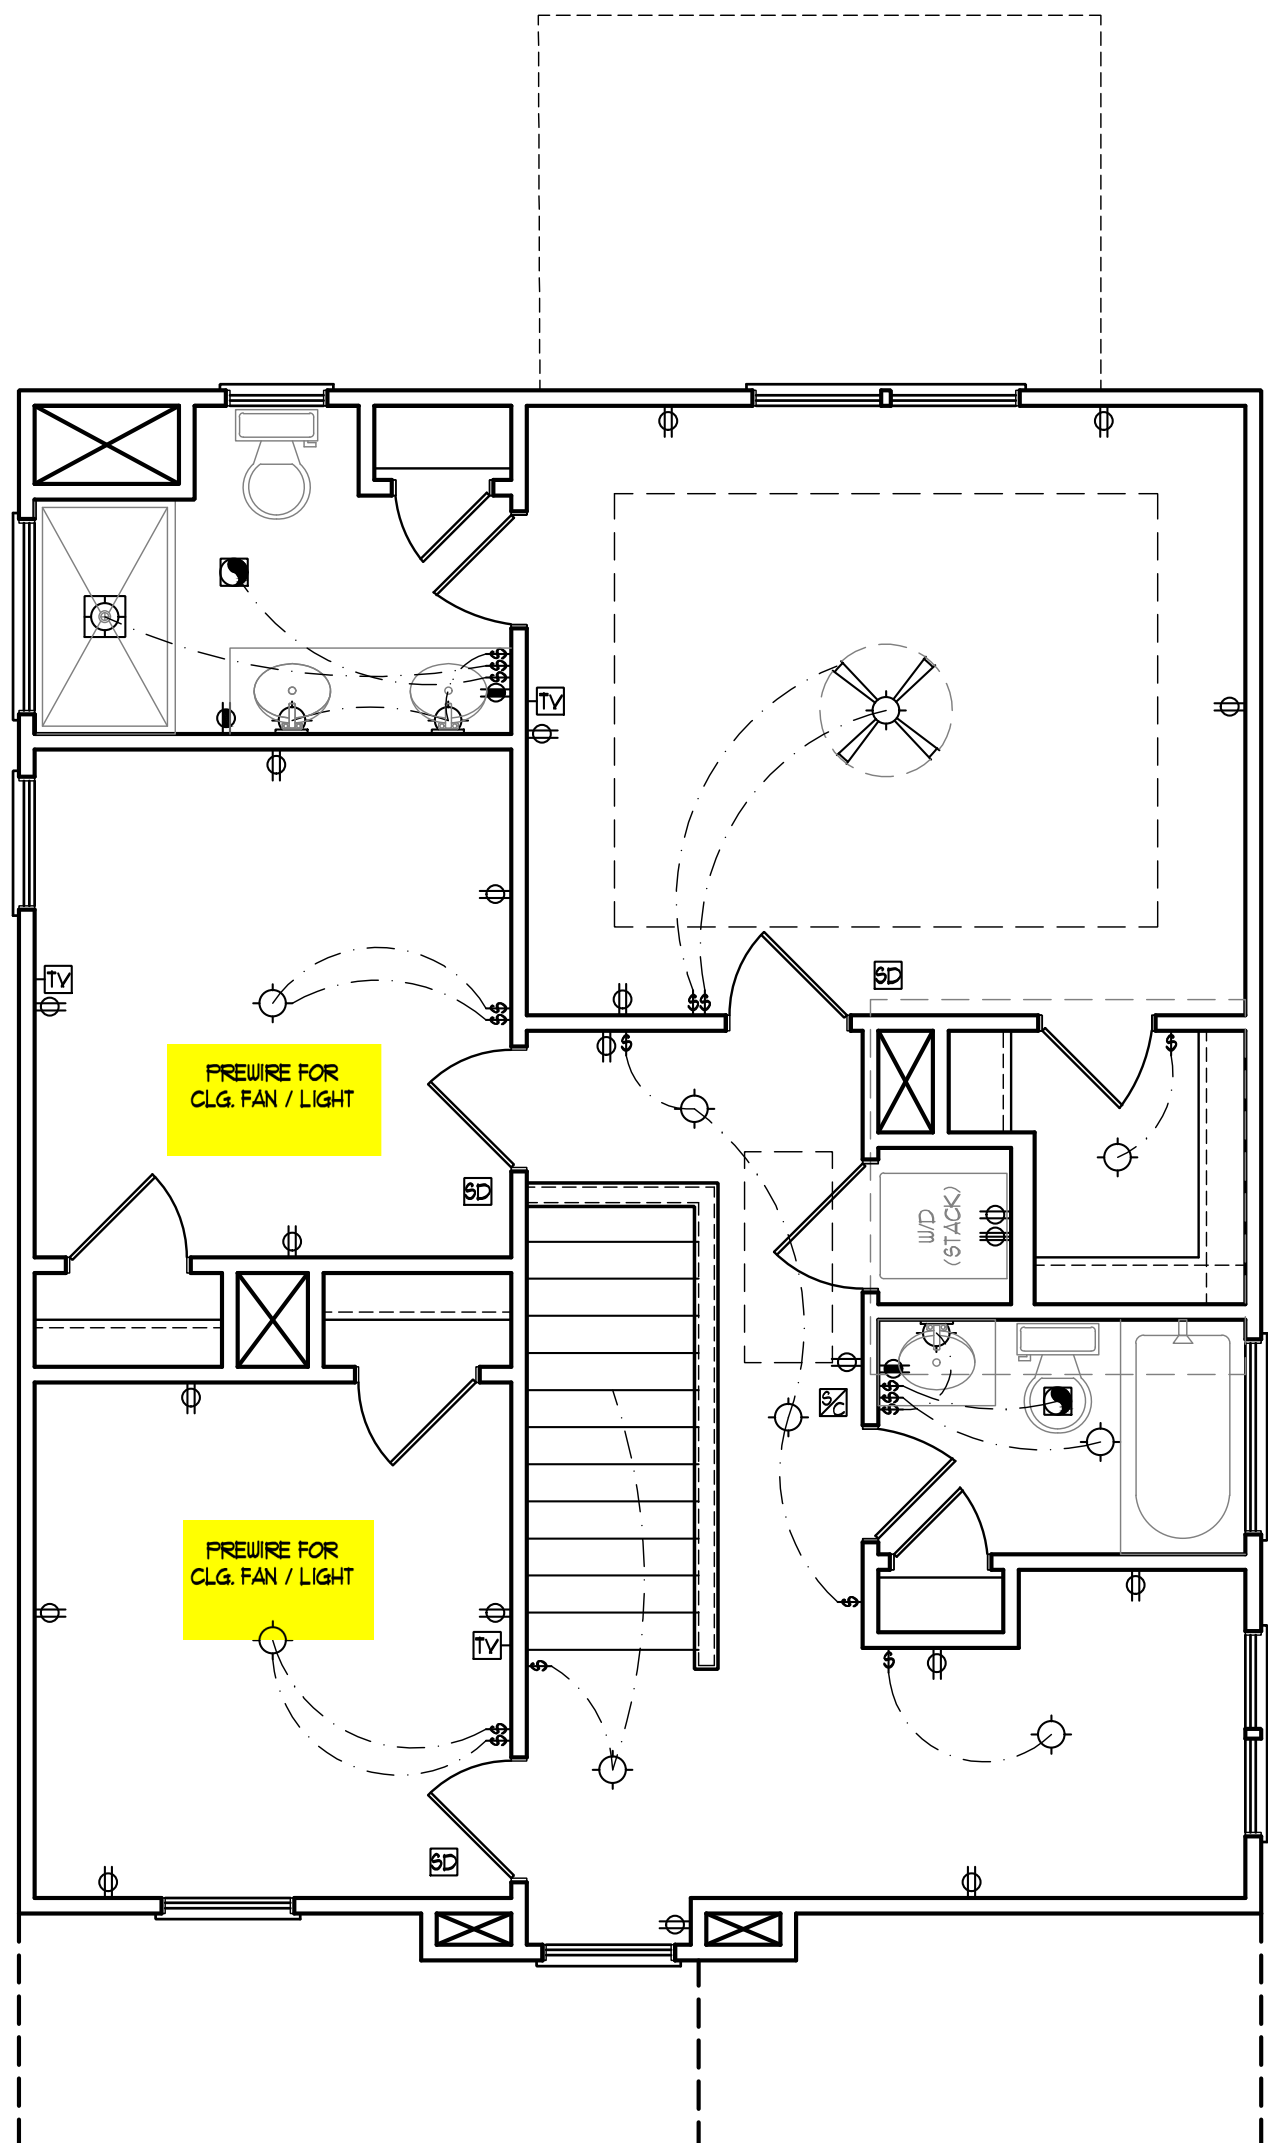 $$$
TV
TV
$$
$$
SD
$
$
PREWIRE FOR
CLG. FAN / LIGHT
SD
W/D
(STACK)
$$$
S/C
PREWIRE FOR
CLG. FAN / LIGHT
$
TV
$
$
$$
SD